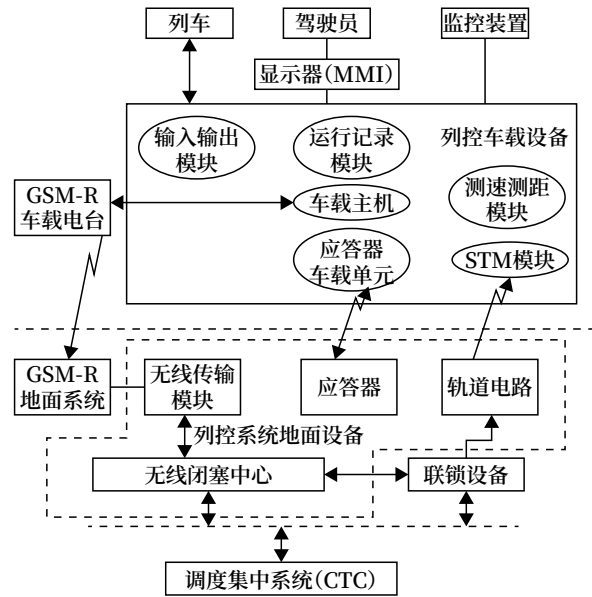 列车
驾驶员
监控装置
显示器(MMI)
输入输出
模块
运行记录
模块
列控车载设备
测速测距
模块
GSM-R
车载电台
车载主机
应答器
车载单元
STM模块
GSM-R
地面系统
无线传输
模块
应答器
轨道电路
列控系统地面设备
无线闭塞中心
联锁设备
调度集中系统(CTC)